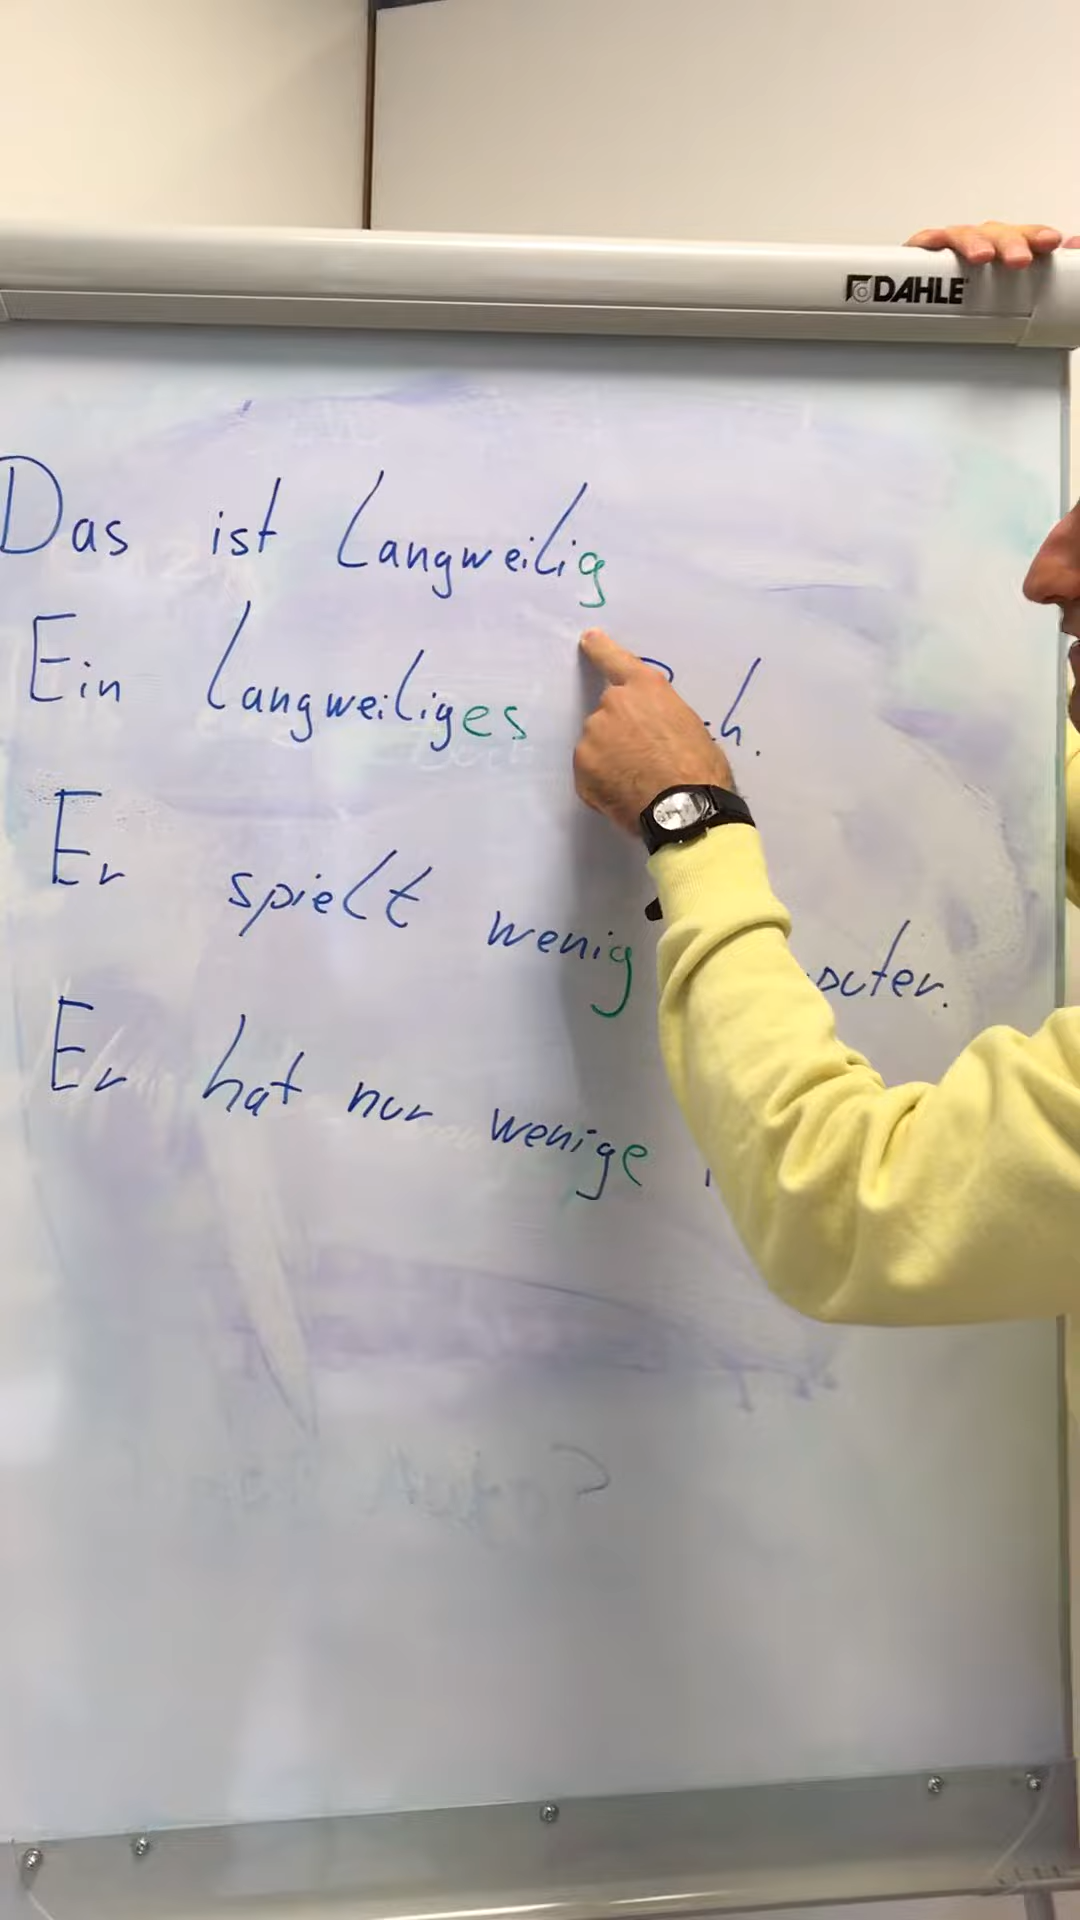 DAHLE
Das ist Langweilig
Ein Langweiliges
Er spielt wenig
Er hat nur wenige